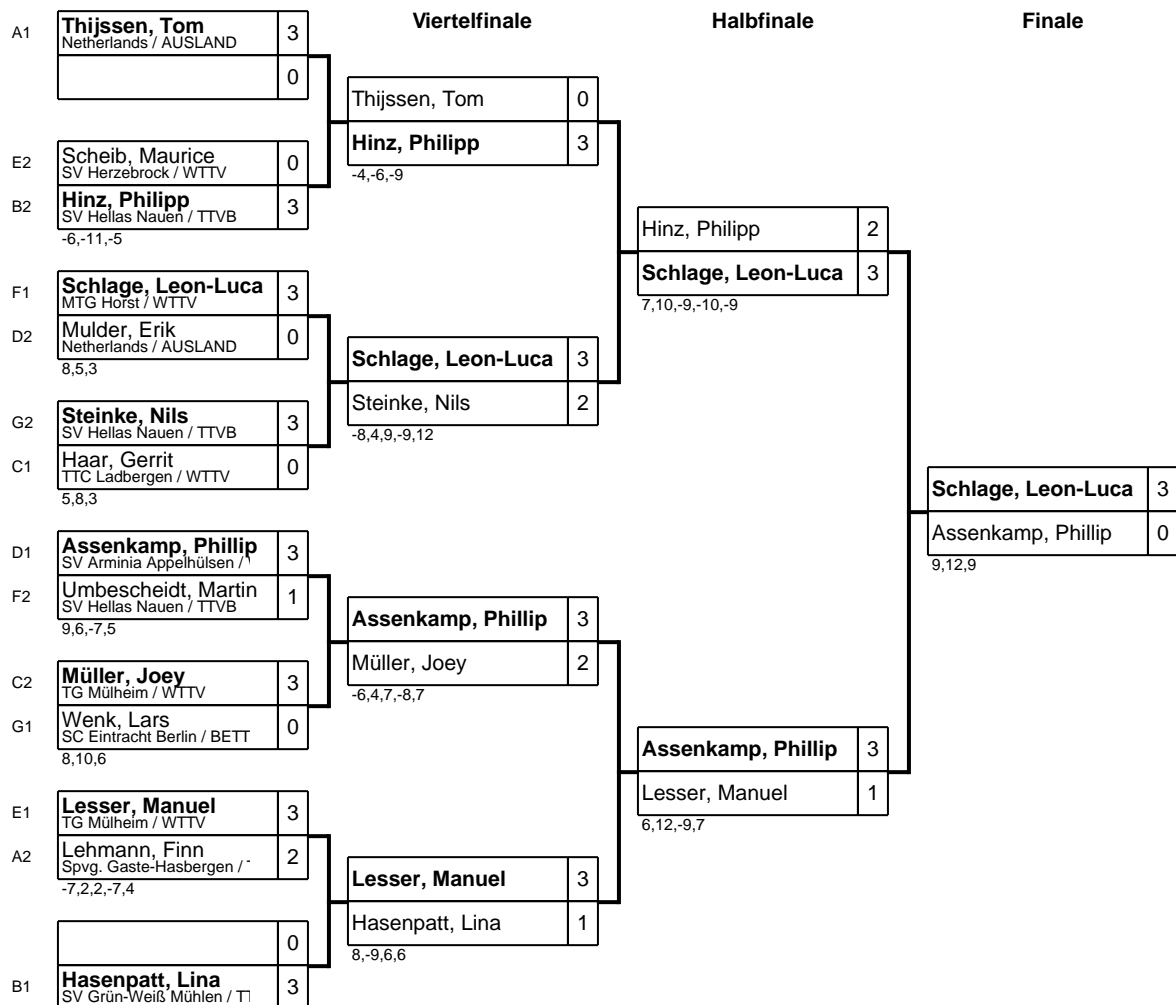 Viertelfinale
Halbfinale
Finale
A1
Thijssen, Tom
Netherlands / AUSLAND
3
0
E2
Scheib, Maurice
SV Herzebrock / WTTV
0
B2
Hinz, Philipp
SV Hellas Nauen / TTVB
3
-6,-11,-5
F1
Schlage, Leon-Luca
MTG Horst / WTTV
3
D2
Mulder, Erik
Netherlands / AUSLAND
0
8,5,3
G2
Steinke, Nils
SV Hellas Nauen / TTVB
3
C1
Haar, Gerrit
TTC Ladbergen / WTTV
0
5,8,3
D1
Assenkamp, Phillip
SV Arminia Appelhülsen /
3
F2
Umbescheidt, Martin
SV Hellas Nauen / TTVB
1
9,6,-7,5
C2
Müller, Joey
TG Mülheim / WTTV
3
G1
Wenk, Lars
SC Eintracht Berlin / BETT
0
8,10,6
E1
Lesser, Manuel
TG Mülheim / WTTV
3
A2
Lehmann, Finn
Spvg. Gaste-Hasbergen /
2
-7,2,2,-7,4
0
B1
Hasenpatt, Lina
SV Grün-Weiß Mühlen /
3
Thijssen, Tom
0
Hinz, Philipp
3
-4,-6,-9
Schlage, Leon-Luca
3
Steinke, Nils
2
-8,4,9,-9,12
Assenkamp, Phillip
3
Müller, Joey
2
-6,4,7,-8,7
Lesser, Manuel
3
Hasenpatt, Lina
1
8,-9,6,6
Hinz, Philipp
2
Schlage, Leon-Luca
3
7,10,-9,-10,-9
Assenkamp, Phillip
3
Lesser, Manuel
1
6,12,-9,7
Schlage, Leon-Luca
3
Assenkamp, Phillip
0
9,12,9